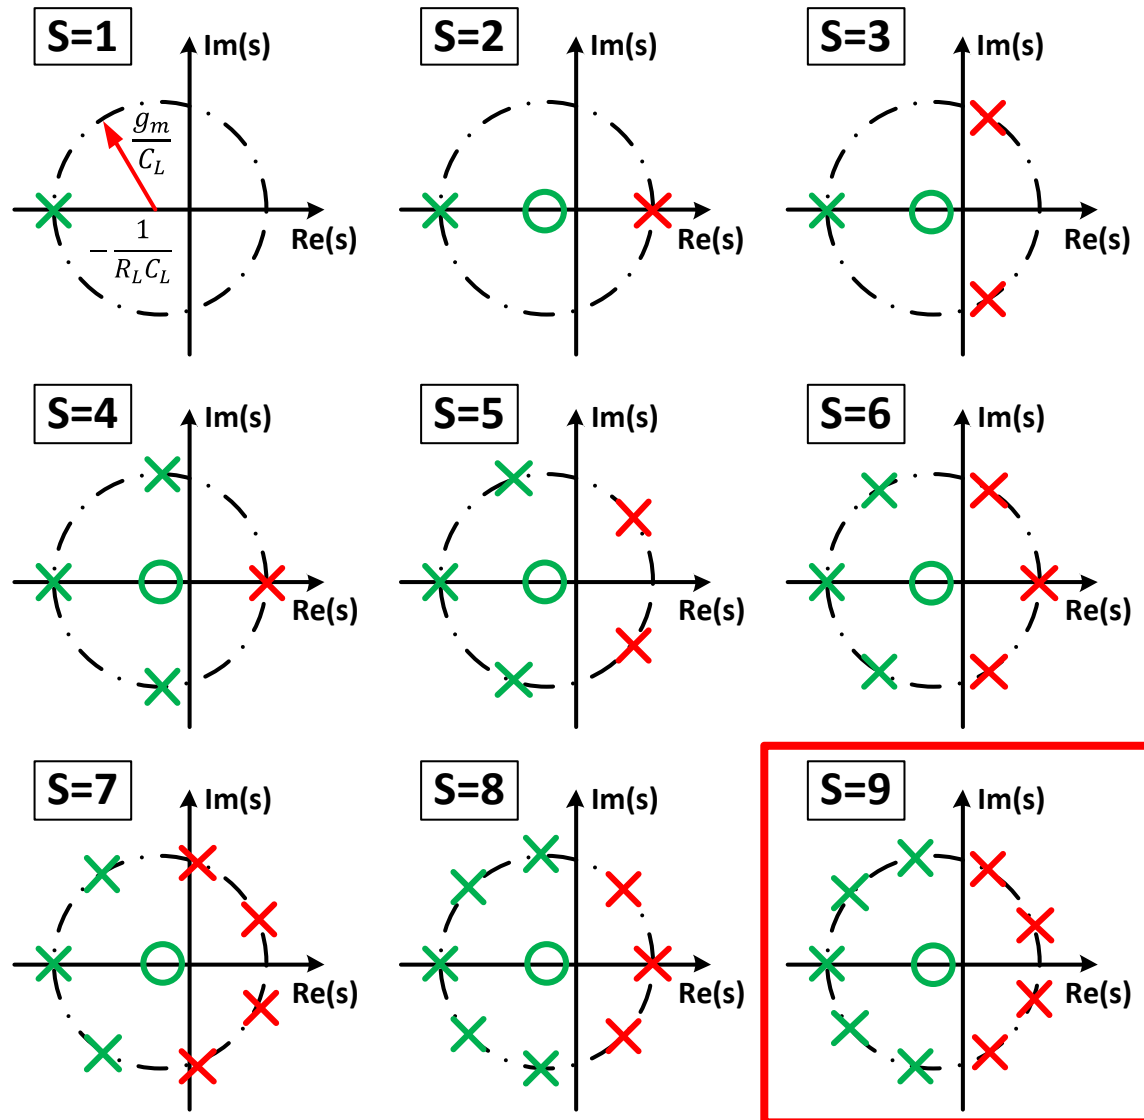 S=1
Im(s)
g_m
C_L
Re(s)
−1
R_L C_L
S=2
Im(s)
Re(s)
S=3
Im(s)
Re(s)
S=4
Im(s)
Re(s)
S=5
Im(s)
Re(s)
S=6
Im(s)
Re(s)
S=7
Im(s)
Re(s)
S=8
Im(s)
Re(s)
S=9
Im(s)
Re(s)